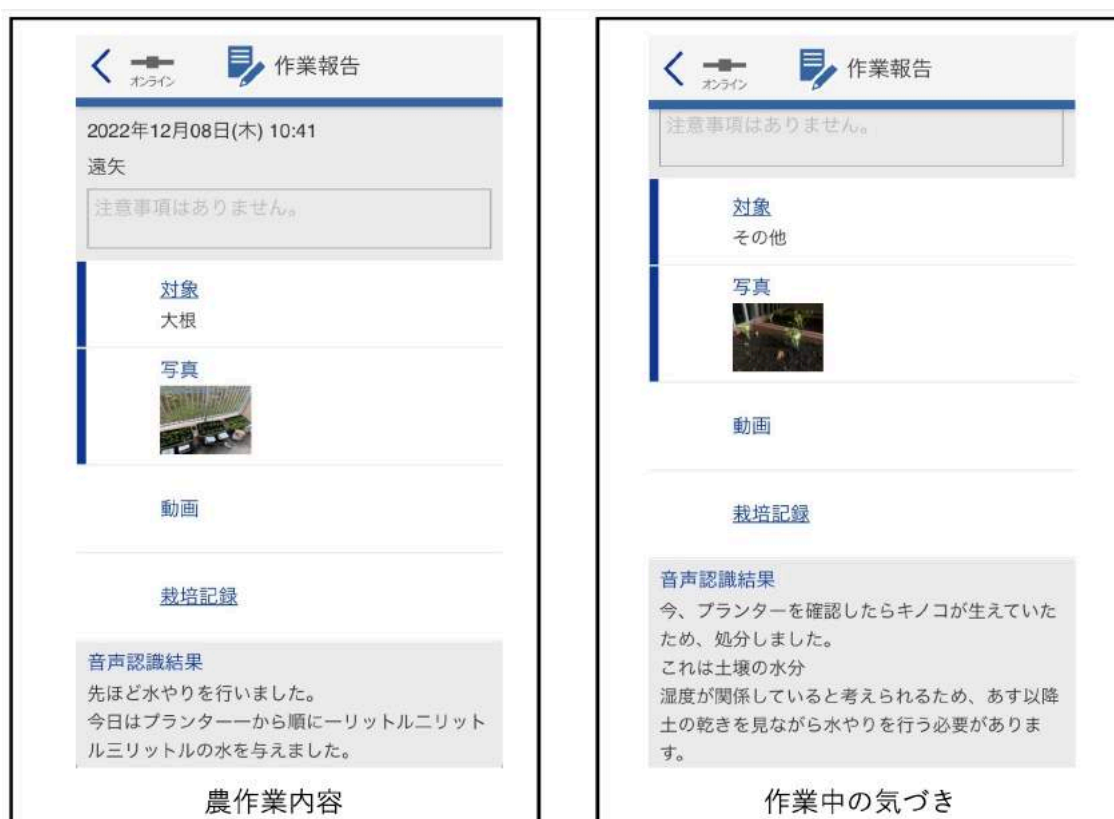 オンライン
作業報告
2022年12月08日(木) 10:41
遠矢
注意事項はありません。
対象
大根
写真
動画
栽培記録
音声認識結果
先ほど水やりを行いました。
今日はプランター一から順に一リットル二リット
ル三リットルの水を与えました。
農作業内容
オンライン
作業報告
注意事項はありません。
対象
その他
写真
動画
栽培記録
音声認識結果
今、プランターを確認したらキノコが生えていた
ため、処分しました。
これは土壌の水分
湿度が関係していると考えられるため、あす以降
土の乾きを見ながら水やりを行う必要がありま
す。
作業中の気づき